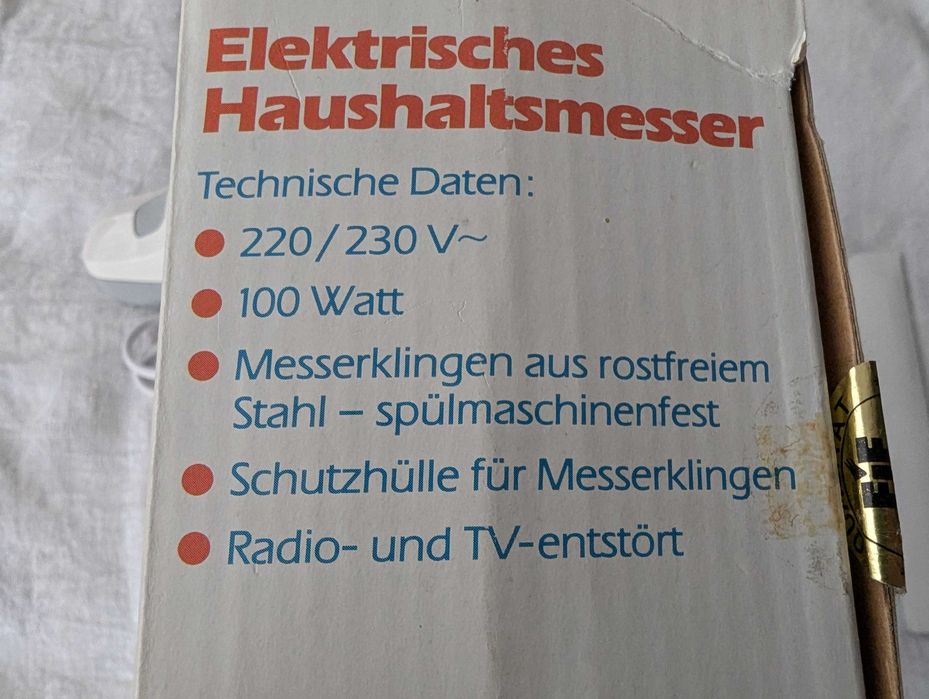 Elektrisches
Haushaltsmesser
Technische Daten:
● 220/230 V~
● 100 Watt
● Messerklingen aus rostfreiem
Stahl – spülmaschinenfest
● Schutzhülle für Messerklingen
● Radio- und TV-entstört